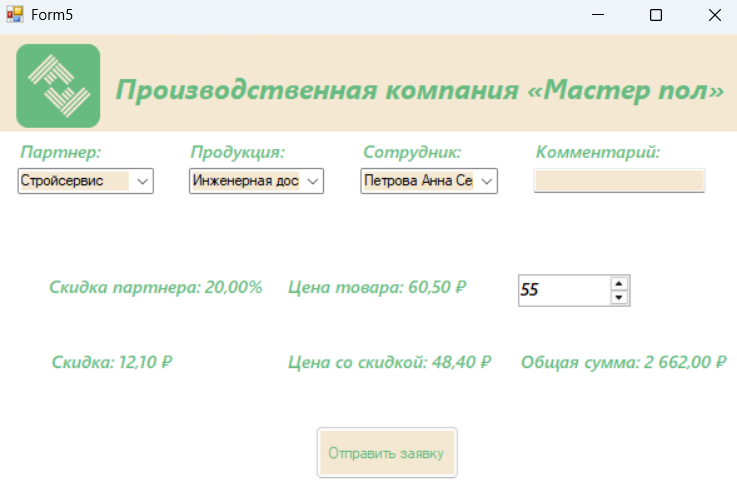 Form5
Производственная компания «Мастер пол»
Партнер: Продукция: Сотрудник: Комментарий:
Стройсервис Инженерная дос Петрова Анна Се
Скидка партнера: 20,00% Цена товара: 60,50 ₽ 55
Скидка: 12,10 ₽ Цена со скидкой: 48,40 ₽ Общая сумма: 2 662,00 ₽
Отправить заявку